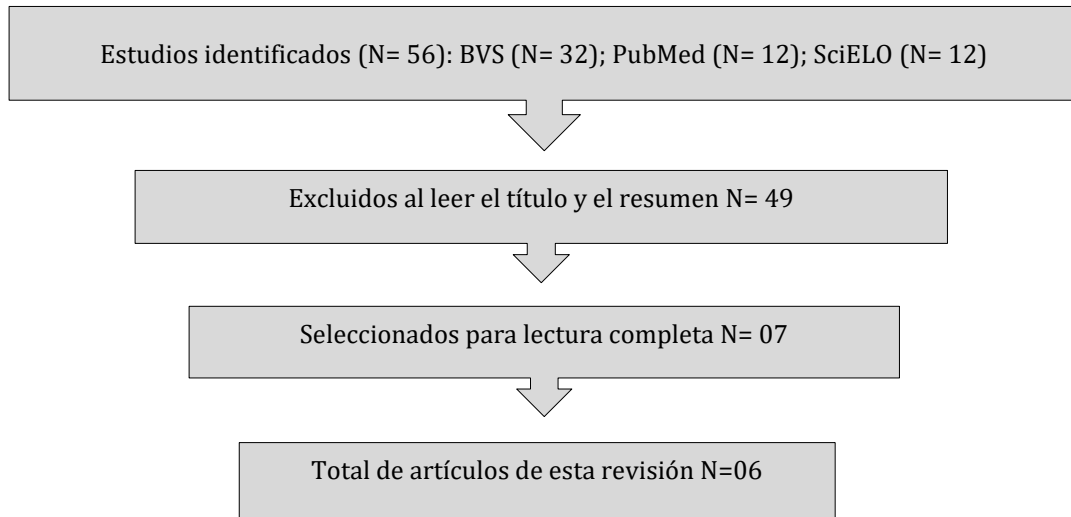 Estudios identificados (N= 56): BVS (N= 32); PubMed (N= 12); SciELO (N= 12)
Excluidos al leer el título y el resumen N= 49
Seleccionados para lectura completa N= 07
Total de artículos de esta revisión N=06